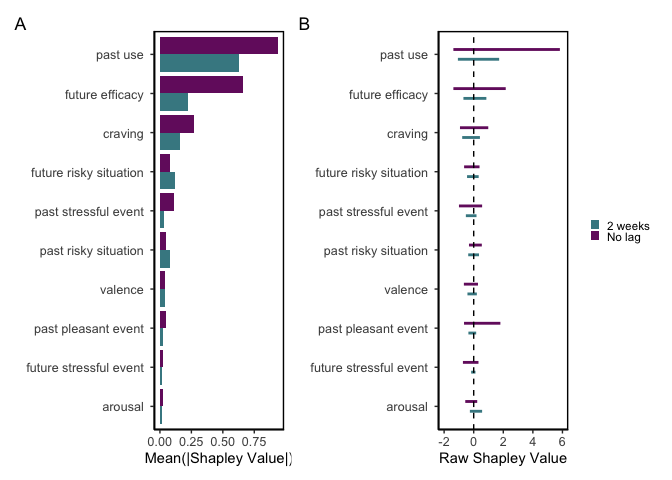 A
past use
future efficacy
craving
future risky situation
past stressful event
past risky situation
valence
past pleasant event
future stressful event
arousal
0.00 0.25 0.50 0.75
Mean(|Shapley Value|)
B
past use
future efficacy
craving
future risky situation
past stressful event
past risky situation
valence
past pleasant event
future stressful event
arousal
-2 0 2 4 6
Raw Shapley Value
2 weeks
No lag